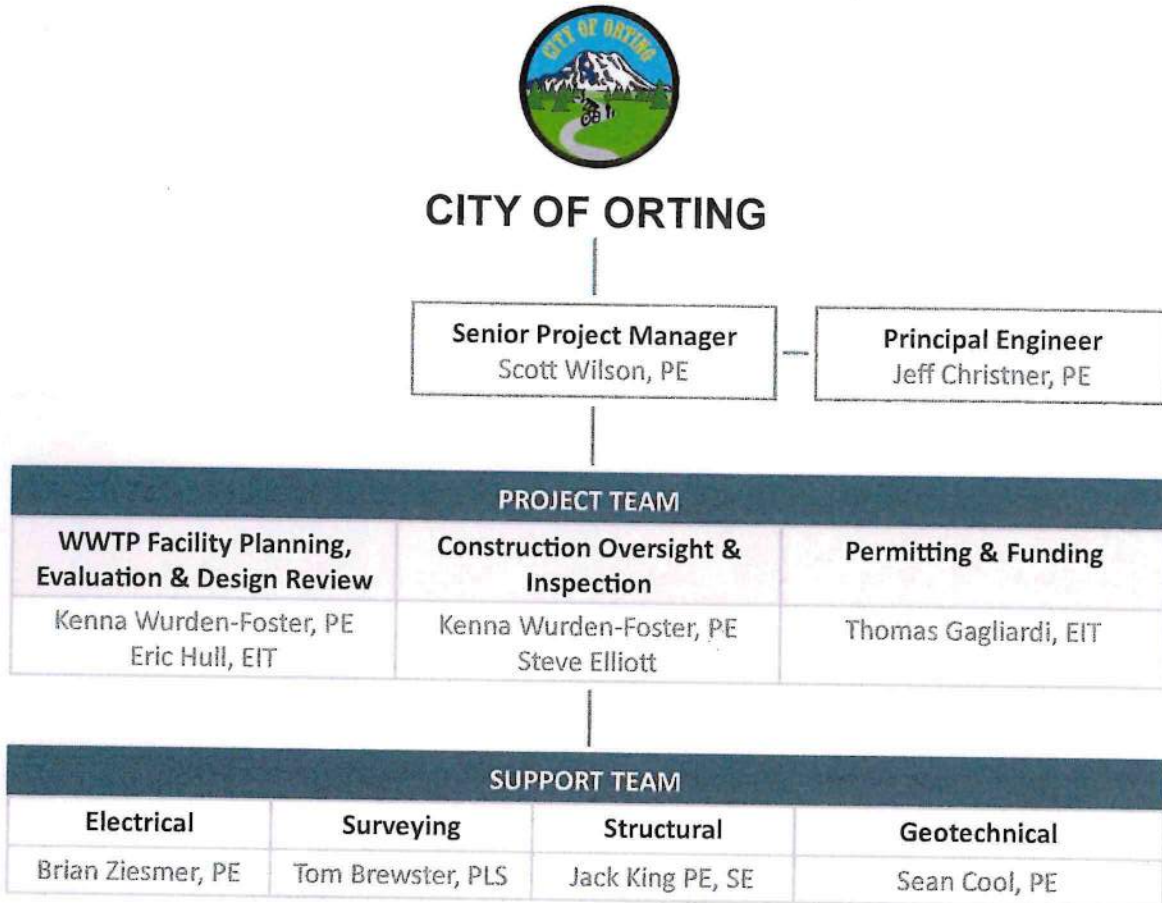 CITY OF ORTING
CITY OF ORTING
Senior Project Manager
Scott Wilson, PE
Principal Engineer
Jeff Christner, PE
PROJECT TEAM
WWTP Facility Planning,
Evaluation & Design Review
Kenna Wurden-Foster, PE
Eric Hull, EIT
Construction Oversight &
Inspection
Kenna Wurden-Foster, PE
Steve Elliott
Permitting & Funding
Thomas Gagliardi, EIT
SUPPORT TEAM
Electrical
Brian Ziesmer, PE
Surveying
Tom Brewster, PLS
Structural
Jack King PE, SE
Geotechnical
Sean Cool, PE